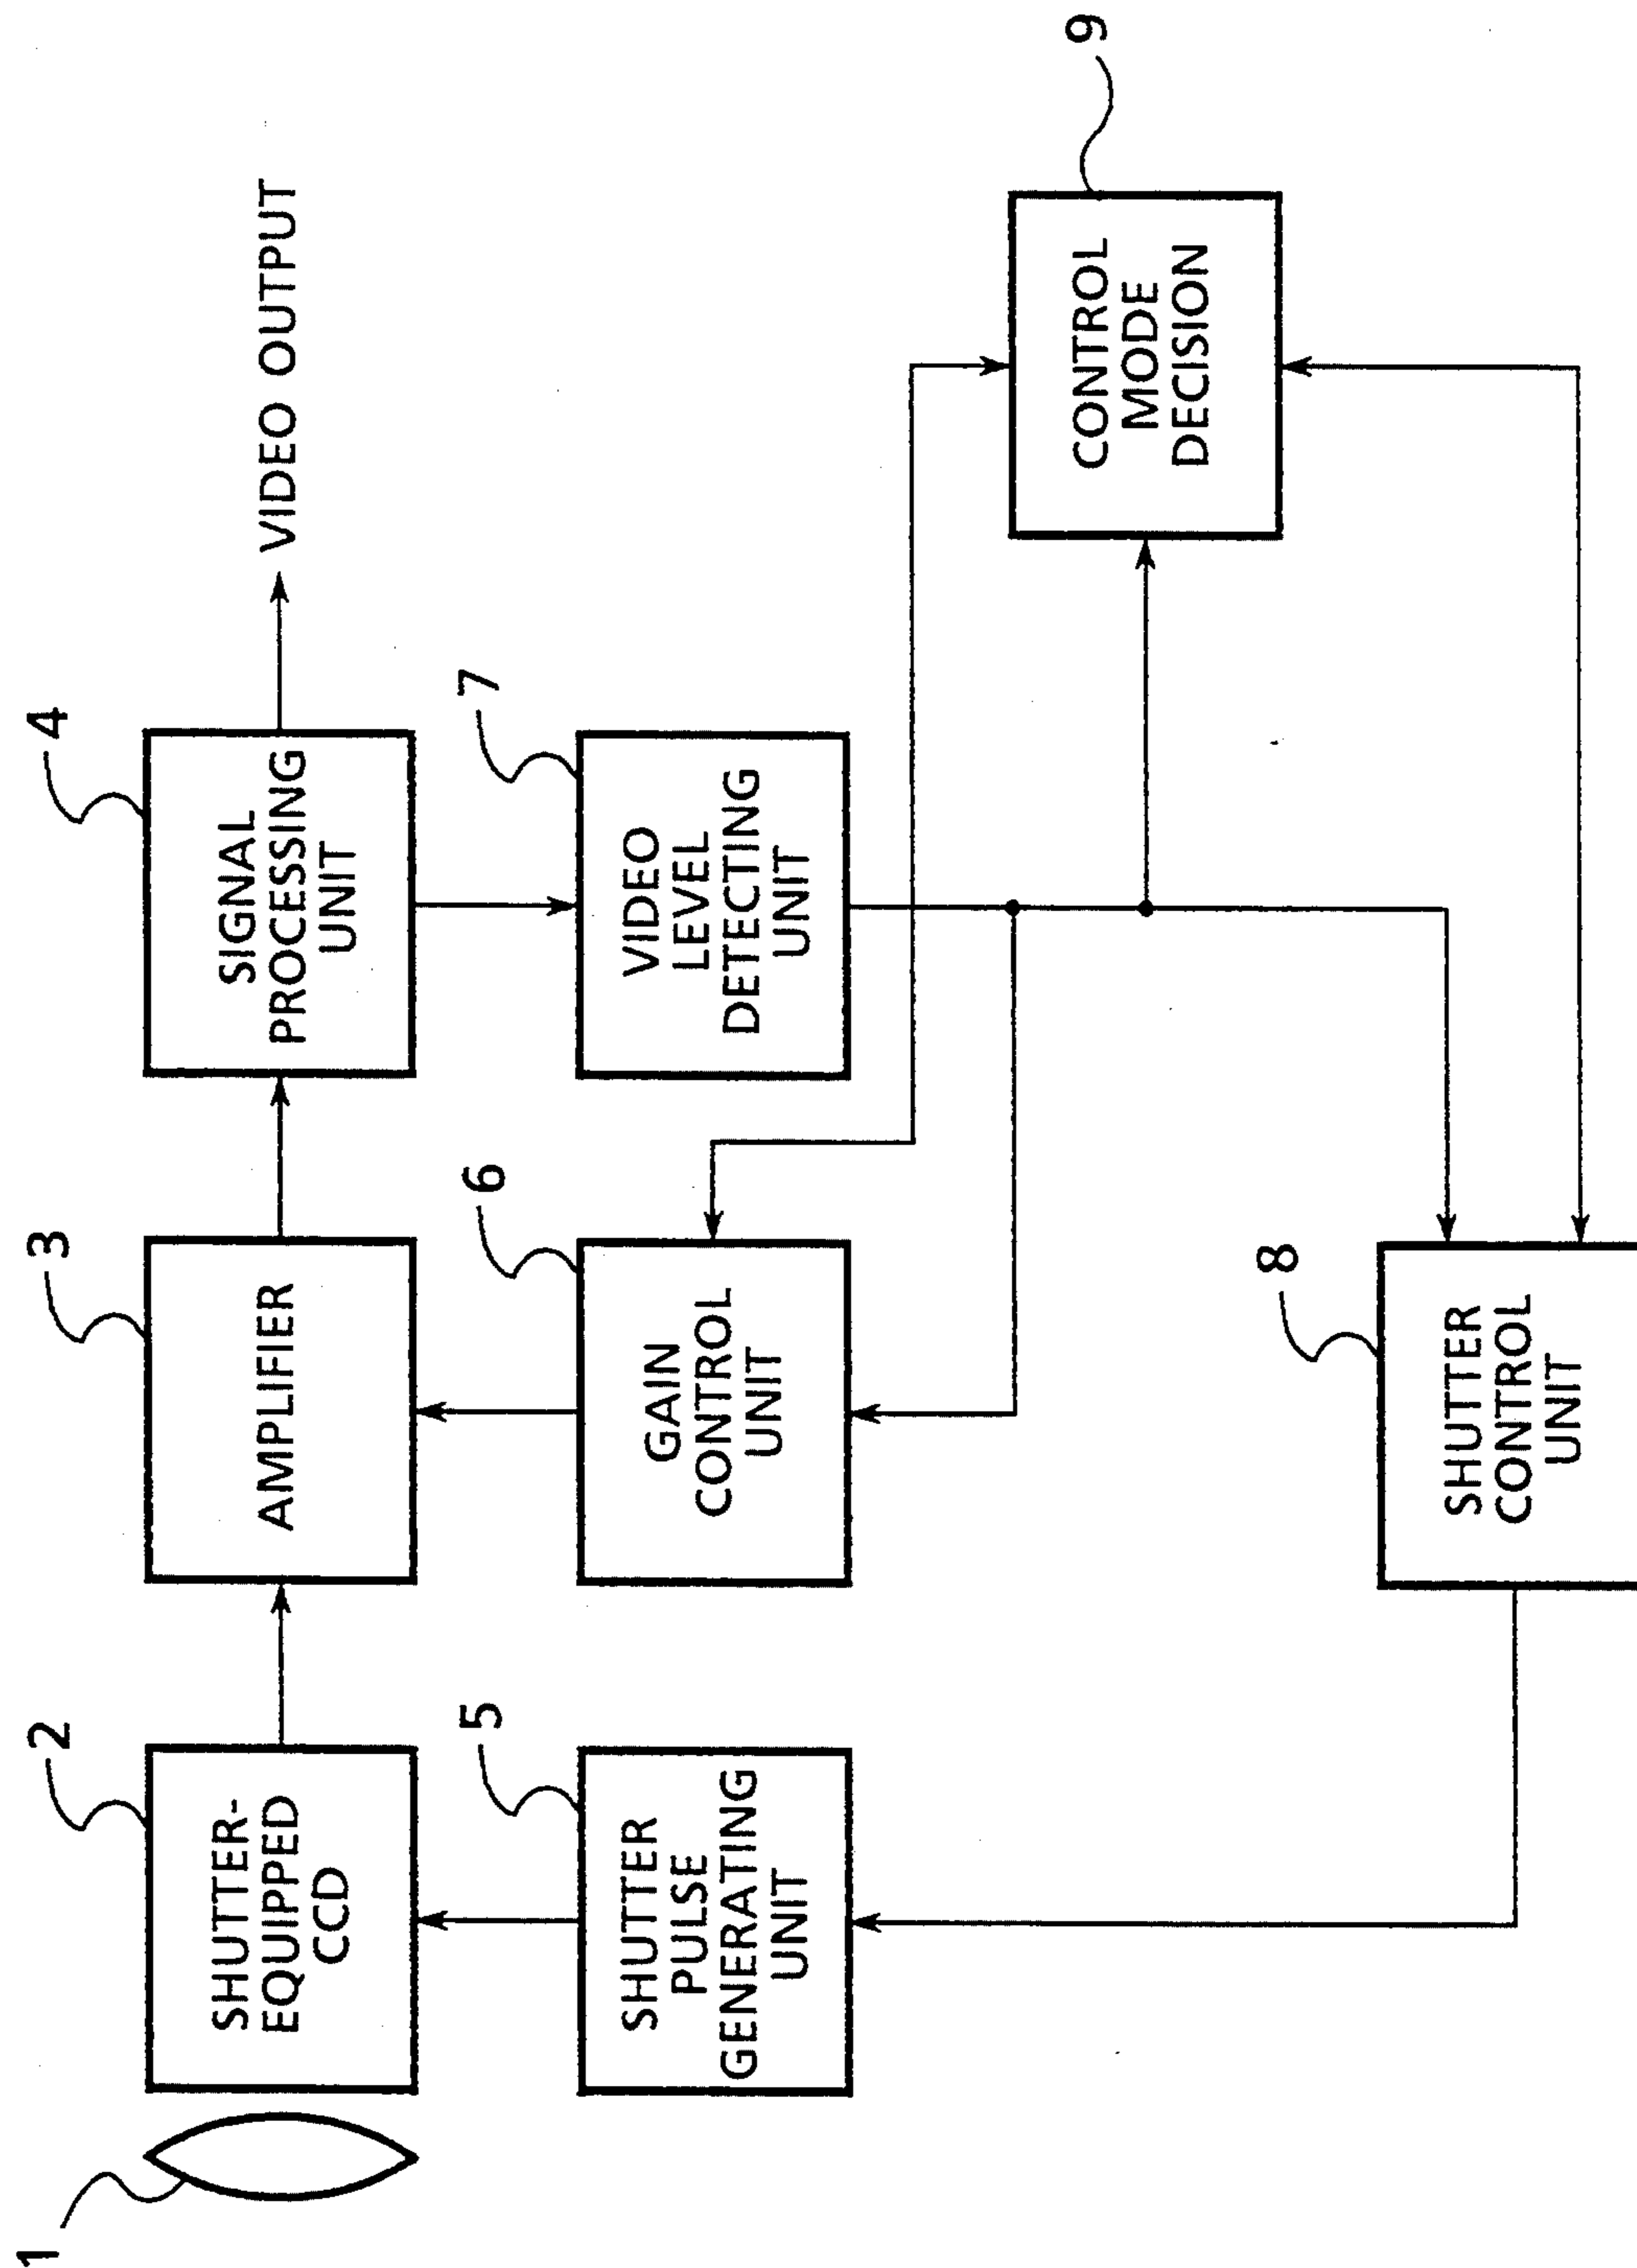 1
2
SHUTTER-
EQUIPPED
CCD
3
AMPLIFIER
4
SIGNAL
PROCESSING
UNIT
VIDEO OUTPUT
5
SHUTTER
PULSE
GENERATING
UNIT
6
GAIN
CONTROL
UNIT
7
VIDEO
LEVEL
DETECTING
UNIT
8
SHUTTER
CONTROL
UNIT
9
CONTROL
MODE
DECISION